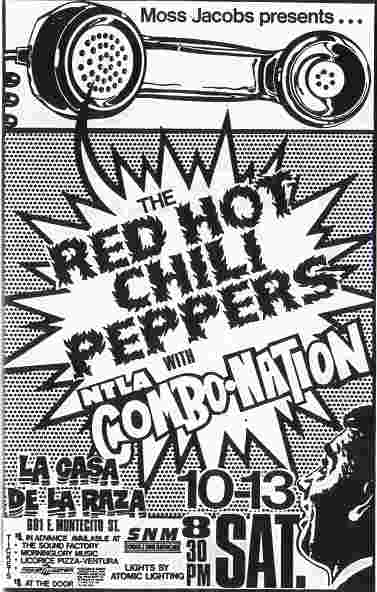 Moss Jacobs presents...
THE
RED HOT
CHILI
PEPPERS
WITH
NTLA
COMBO•NATION
LA CASA
DE LA RAZA
681 E. MONTECITO ST.
TICKETS
IN ADVANCE AVAILABLE AT
THE SOUND FACTORY
MORNINGLORY MUSIC
LICORICE PIZZA-VENTURA
AT THE DOOR
SNM
LIGHTS BY
ATOMIC LIGHTING
10-13
8
30
PM
SAT.